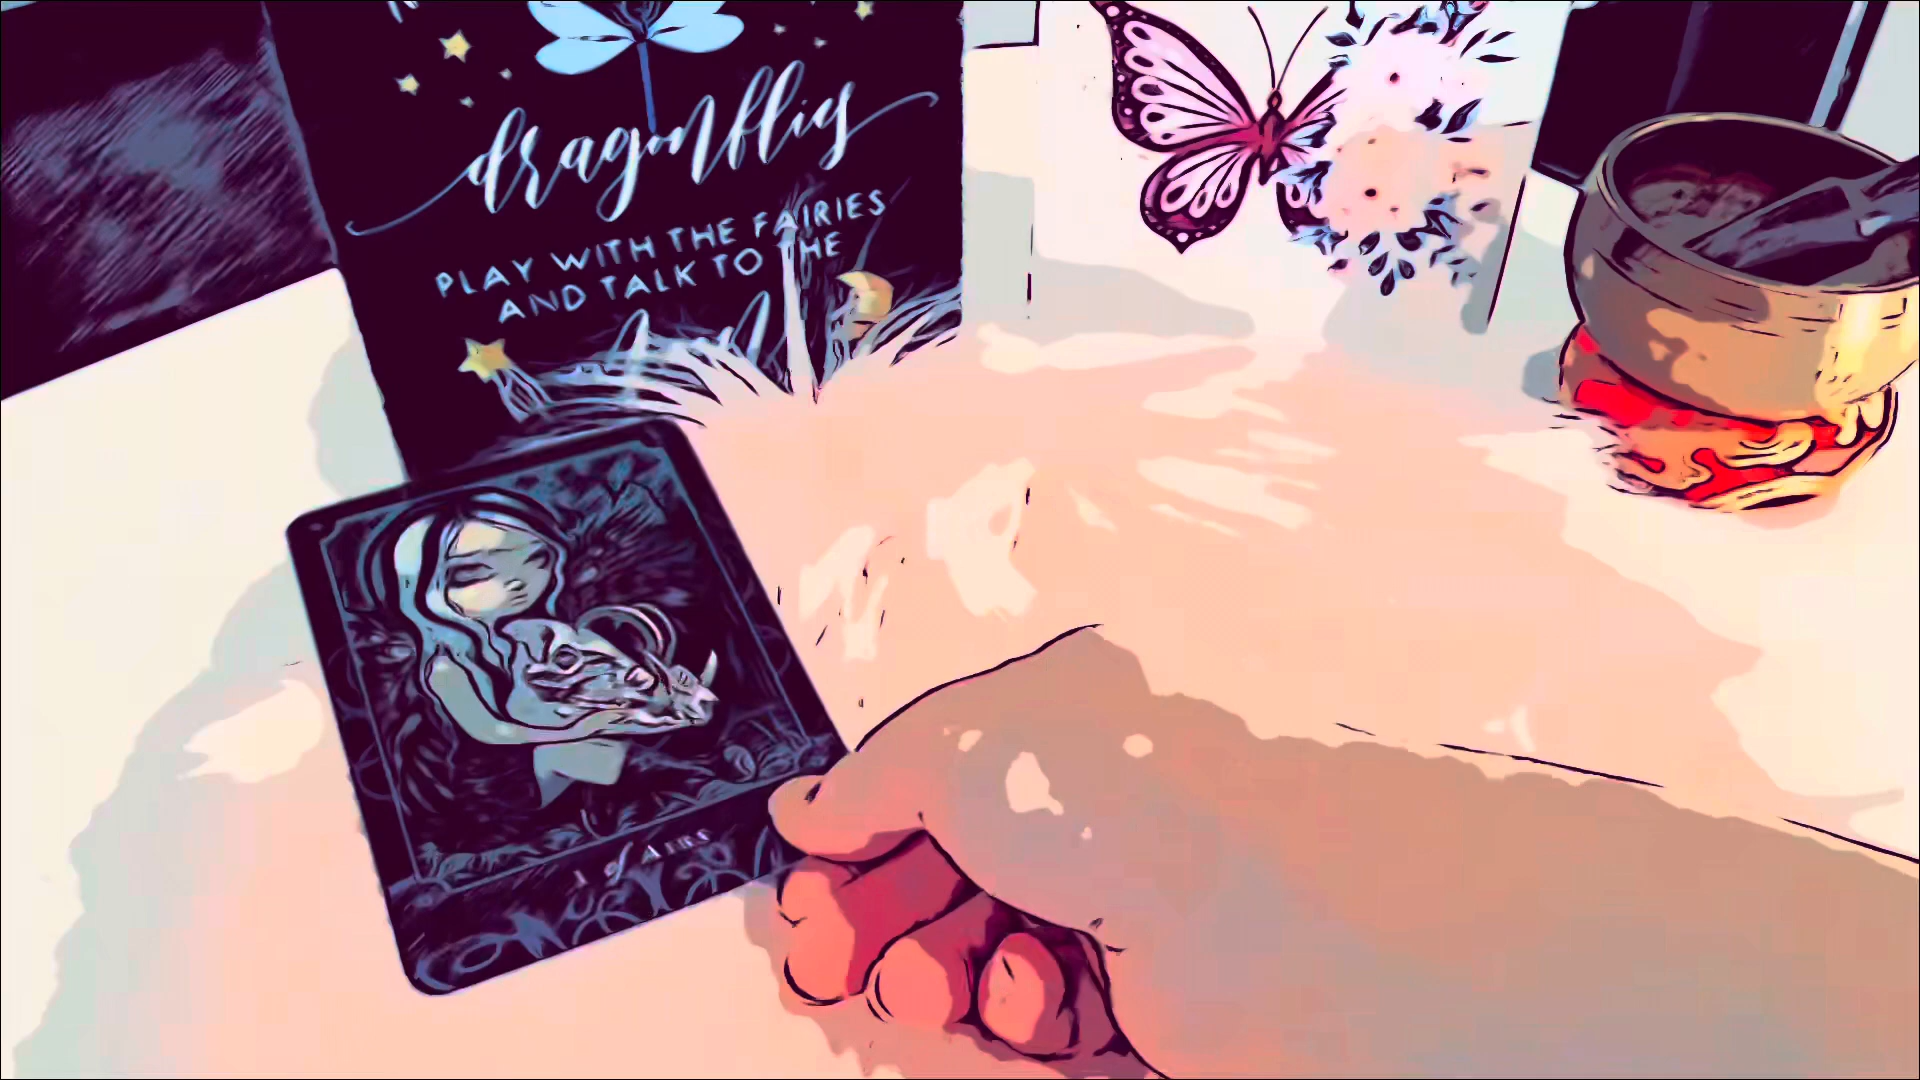 dragonflies
PLAY WITH THE FAIRIES
AND TALK TO THE